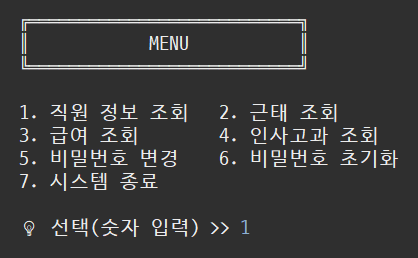 MENU
1. 직원 정보 조회 2. 근태 조회
3. 급여 조회 4. 인사고과 조회
5. 비밀번호 변경 6. 비밀번호 초기화
7. 시스템 종료
💡 선택(숫자 입력) >> 1